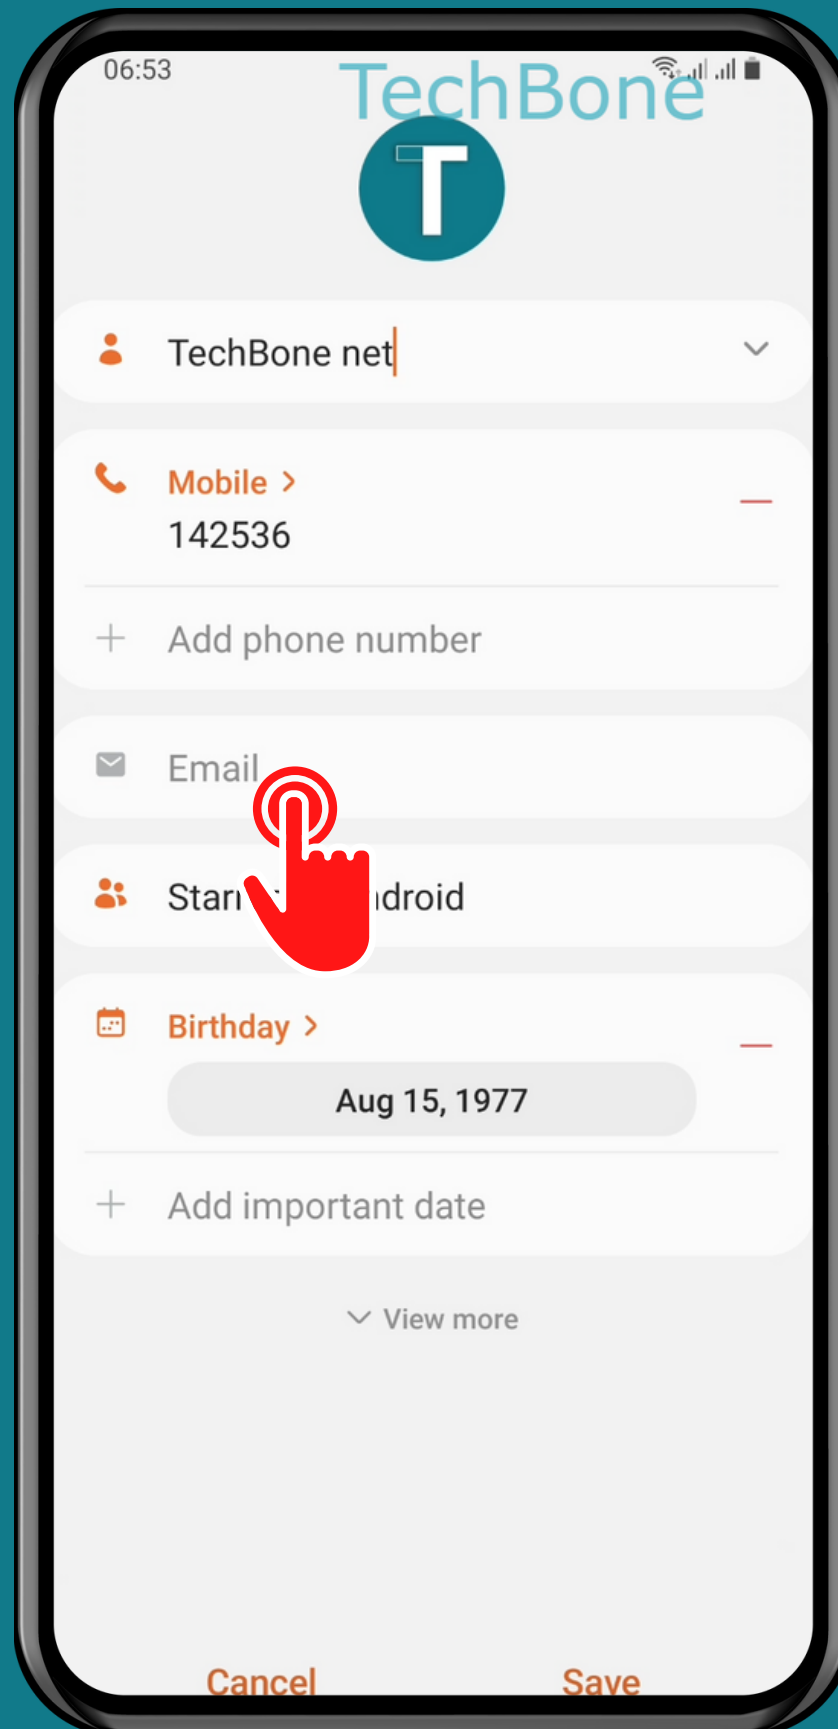 06:53
TechBone
T
TechBone net
Mobile >
142536
Add phone number
Email
Birthday >
Aug 15, 1977
Add important date
View more
Cancel
Save